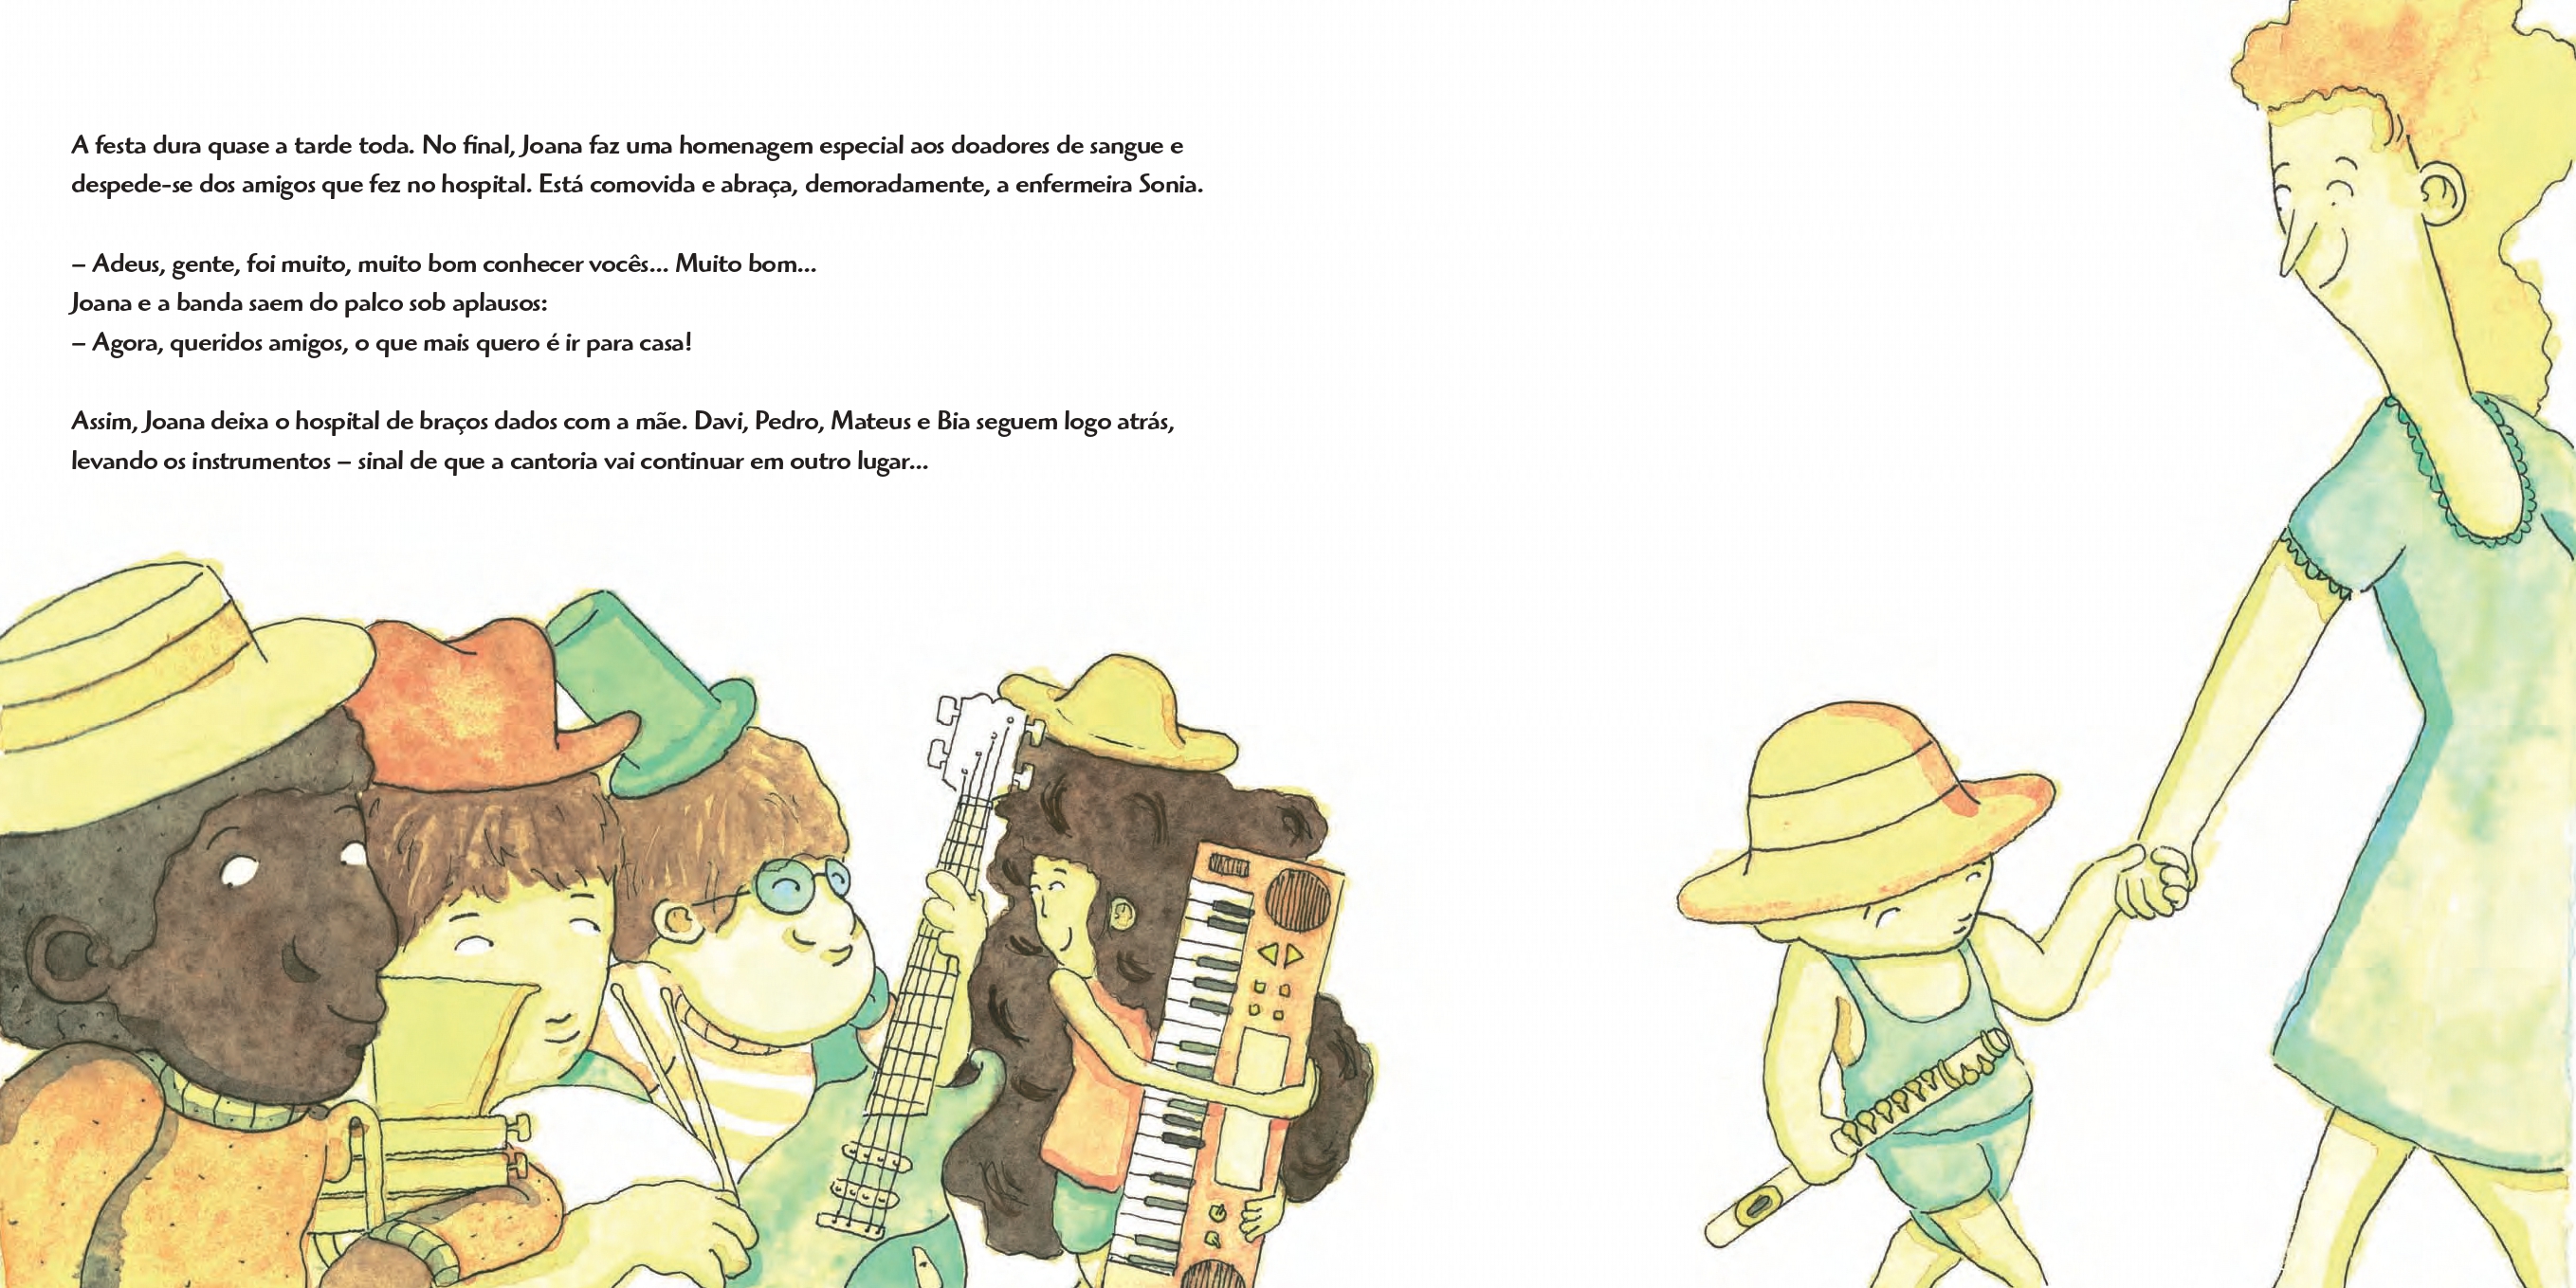 A festa dura quase a tarde toda. No final, Joana faz uma homenagem especial aos doadores de sangue e
despede-se dos amigos que fez no hospital. Está comovida e abraça, demoradamente, a enfermeira Sonia.
– Adeus, gente, foi muito, muito bom conhecer vocês... Muito bom...
Joana e a banda saem do palco sob aplausos:
– Agora, queridos amigos, o que mais quero é ir para casa!
Assim, Joana deixa o hospital de braços dados com a mãe. Davi, Pedro, Mateus e Bia seguem logo atrás,
levando os instrumentos – sinal de que a cantoria vai continuar em outro lugar...